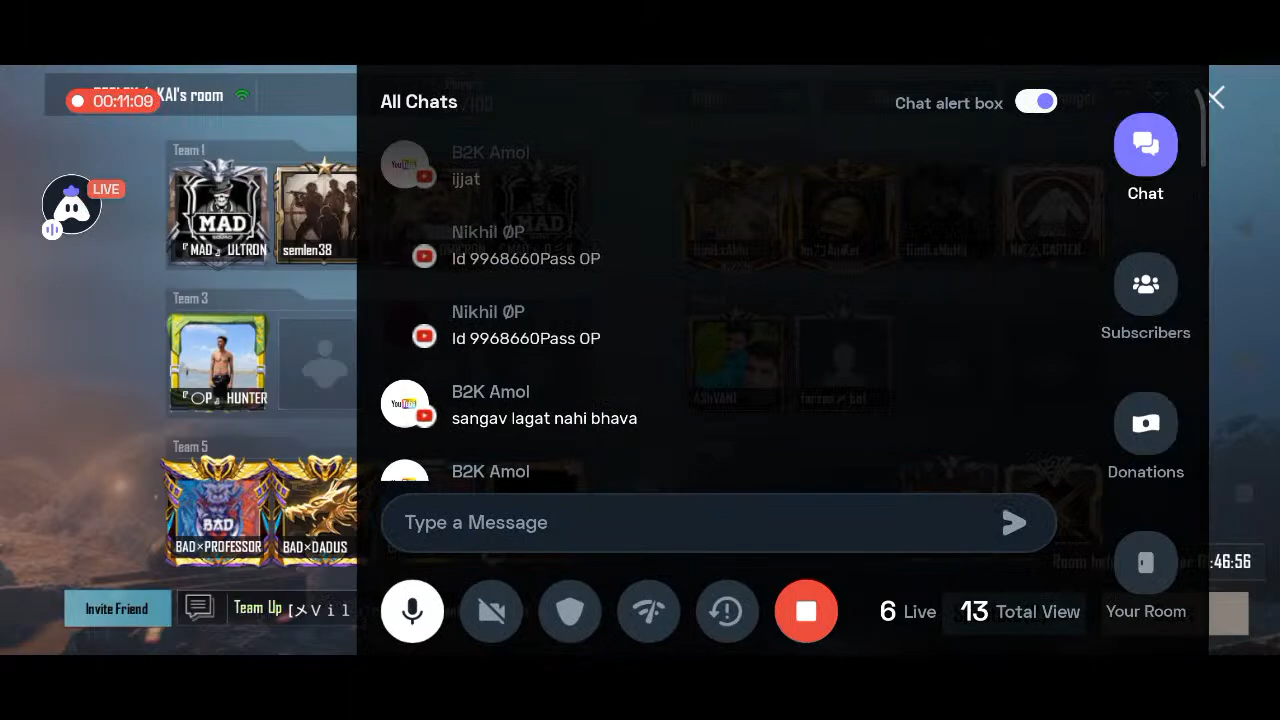 KAI's room
00:11:09
All Chats
Chat alert box
LIVE
Team 1
MAD
『MAD』 ULTRON
semlen38
B2K Amol
ijjat
Nikhil ØP
Id 9968660Pass OP
Nikhil ØP
Id 9968660Pass OP
B2K Amol
sangav lagat nahi bhava
B2K Amol
Team 3
『〇P』 HUNTER
Team 5
BAD
BAD×PROFESSOR
BAD×DADUS
Type a Message
Chat
Subscribers
Donations
Your Room
:46:56
Invite Friend
Team Up
[メV i l
6 Live
13 Total View